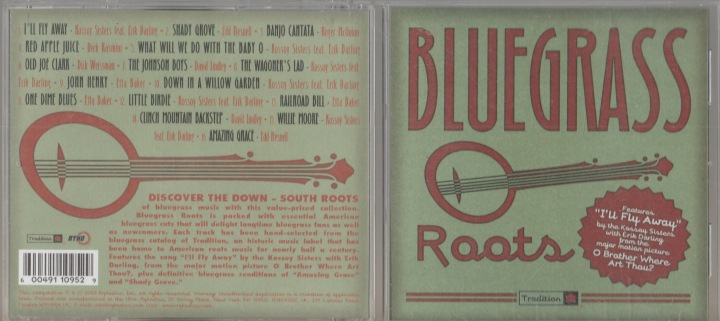 I'LL FLY AWAY - Kossoy Sisters feat. Erik Darling • 2. SHADY GROVE - Edd Presnell • 3. BANJO CANTATA - Roger
4. RED APPLE JUICE - Dick • 5. WHAT WILL WE DO WITH THE BABY O - Kossoy Sisters feat. Erik Darling
OLD JOE CLARK - Dick Weissman • 7. THE JOHNSON BOYS - David Lindley • 8. THE WAGONER'S LAD - Kossoy Sisters feat.
Erik Darling • 9. JOHN HENRY - Etta Baker • 10. DOWN IN A WILLOW GARDEN - Kossoy Sisters feat. Erik Darling
11. ONE DIME BLUES - Etta Baker • 12. LITTLE BIRDIE - Kossoy Sisters feat. Erik Darling • 13. RAILROAD BILL - Etta Baker
CLINCH MOUNTAIN BACKSTEP - David Lindley • 15. WILLIE MOORE - Kossoy Sisters
feat. Erik Darling • 16. AMAZING GRACE - Edd Presnell
DISCOVER THE DOWN - SOUTH ROOTS
of bluegrass music with this value-priced collection.
Bluegrass Roots is packed with essential American
bluegrass cuts that will delight longtime bluegrass fans as well
as newcomers. Each track has been hand-selected from the
bluegrass catalog of Tradition, an historic music label that has
been home to American roots music for nearly half a century.
Features the song "I'll Fly Away" by the Kossoy Sisters with Erik
Darling, from the major motion picture O Brother Where Art
Thou?, plus definitive bluegrass renditions of "Amazing Grace"
and "Shady Grove."
Tradition RYKO
6 00491 10952 9
BLUEGRASS
Roots
Features
"I'll Fly Away"
by the Kossoy Sisters
with Erik Darling
from the
major motion picture
O Brother Where
Art Thou?
Tradition